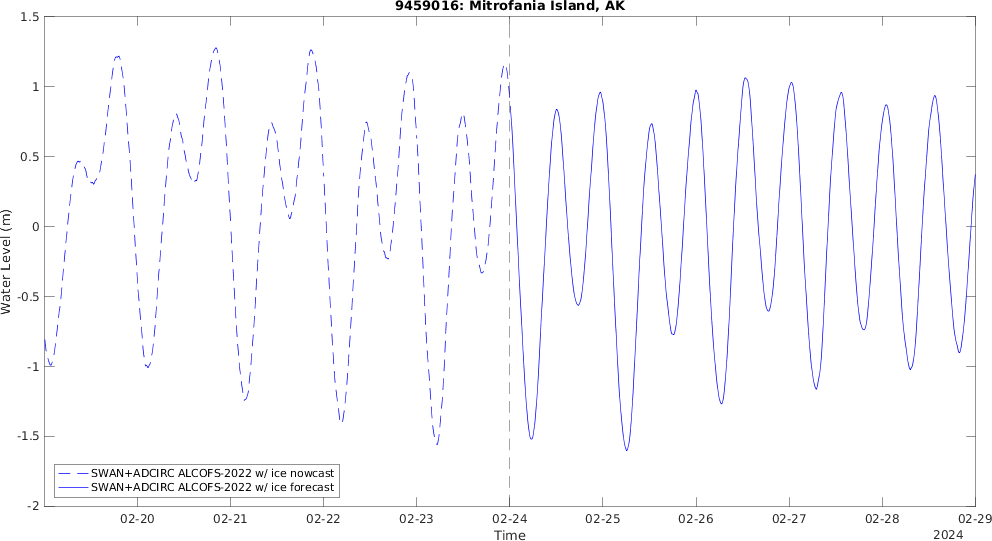 9459016: Mitrofania Island, AK
1.5
1
0.5
0
-0.5
-1
-1.5
-2
Water Level (m)
SWAN+ADCIRC ALCOFS-2022 w/ ice nowcast
SWAN+ADCIRC ALCOFS-2022 w/ ice forecast
02-20 02-21 02-22 02-23 02-24 02-25 02-26 02-27 02-28 02-29
Time
2024